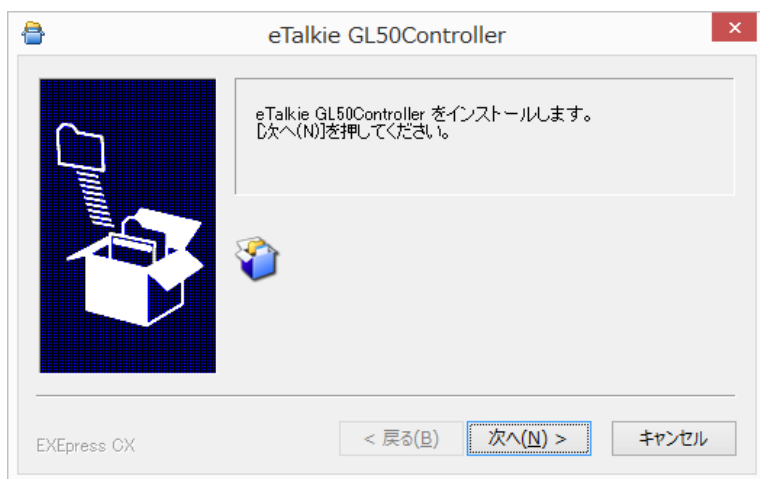 eTalkie GL50Controller
eTalkie GL50Controller をインストールします。
[次へ(N)]を押してください。
EXEpress CX
< 戻る(B)
次へ(N) >
キャンセル